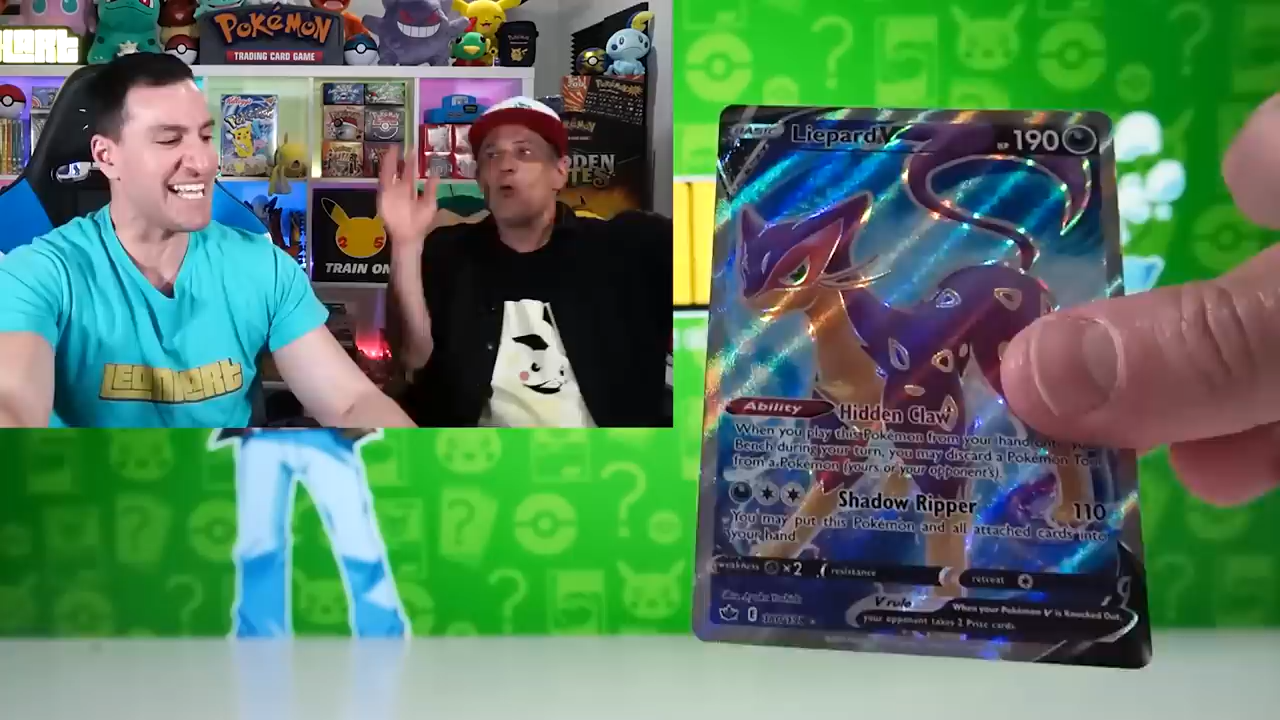 Pokémon
TRADING CARD GAME
Kellogg's
TRAIN ON
25
LEONHART
BASIC
Liepard V
HP 190
Ability Hidden Claw
When you play this Pokémon from your hand
Bench during your turn, you may discard a Pokémon
from a Pokémon (yours or your opponent's).
Shadow Ripper 110
You may put this Pokémon and all attached cards into
your hand
weakness ×2 resistance retreat
V rule
When your Pokémon V is Knocked Out,
your opponent takes 2 Prize cards.